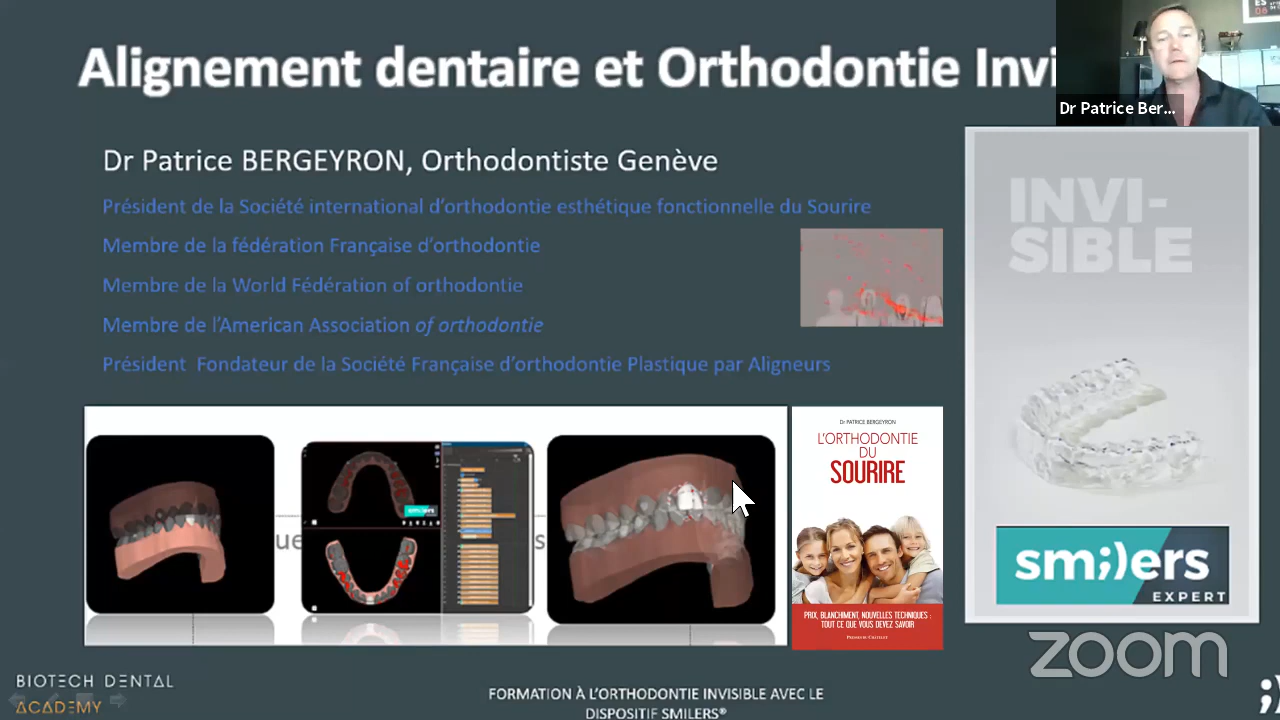 Alignement dentaire et Orthodontie Invi
Dr Patrice Ber...
Dr Patrice BERGEYRON, Orthodontiste Genève
Président de la Société international d'orthodontie esthétique fonctionnelle du Sourire
Membre de la fédération Française d'orthodontie
Membre de la World Fédération of orthodontie
Membre de l'American Association of orthodontie
Président Fondateur de la Société Française d'orthodontie Plastique par Aligneurs
INVI-
SIBLE
Dr PATRICE BERGEYRON
L'ORTHODONTIE
DU
SOURIRE
PRIX, BLANCHIMENT, NOUVELLES TECHNIQUES :
TOUT CE QUE VOUS DEVEZ SAVOIR
PRESSES DU CHÂTELET
smilers
EXPERT
zoom
BIOTECH DENTAL
ACADEMY
FORMATION À L'ORTHODONTIE INVISIBLE AVEC LE
DISPOSITIF SMILERS®